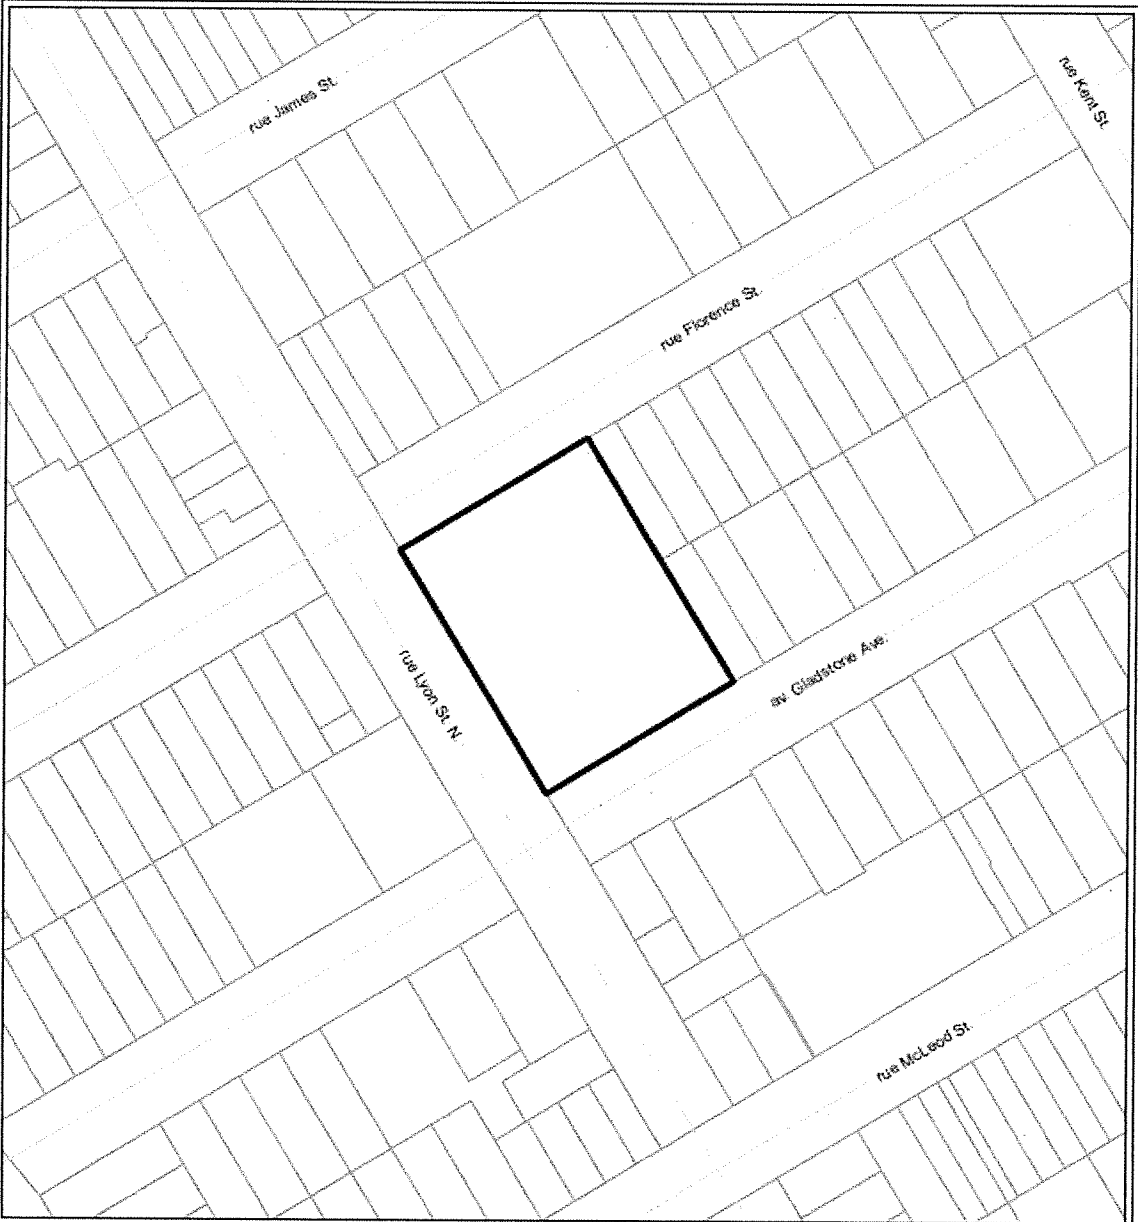 rue Kent St.
rue James St.
rue Florence St.
rue Lyon St. N.
av. Gladstone Ave.
rue McLeod St.